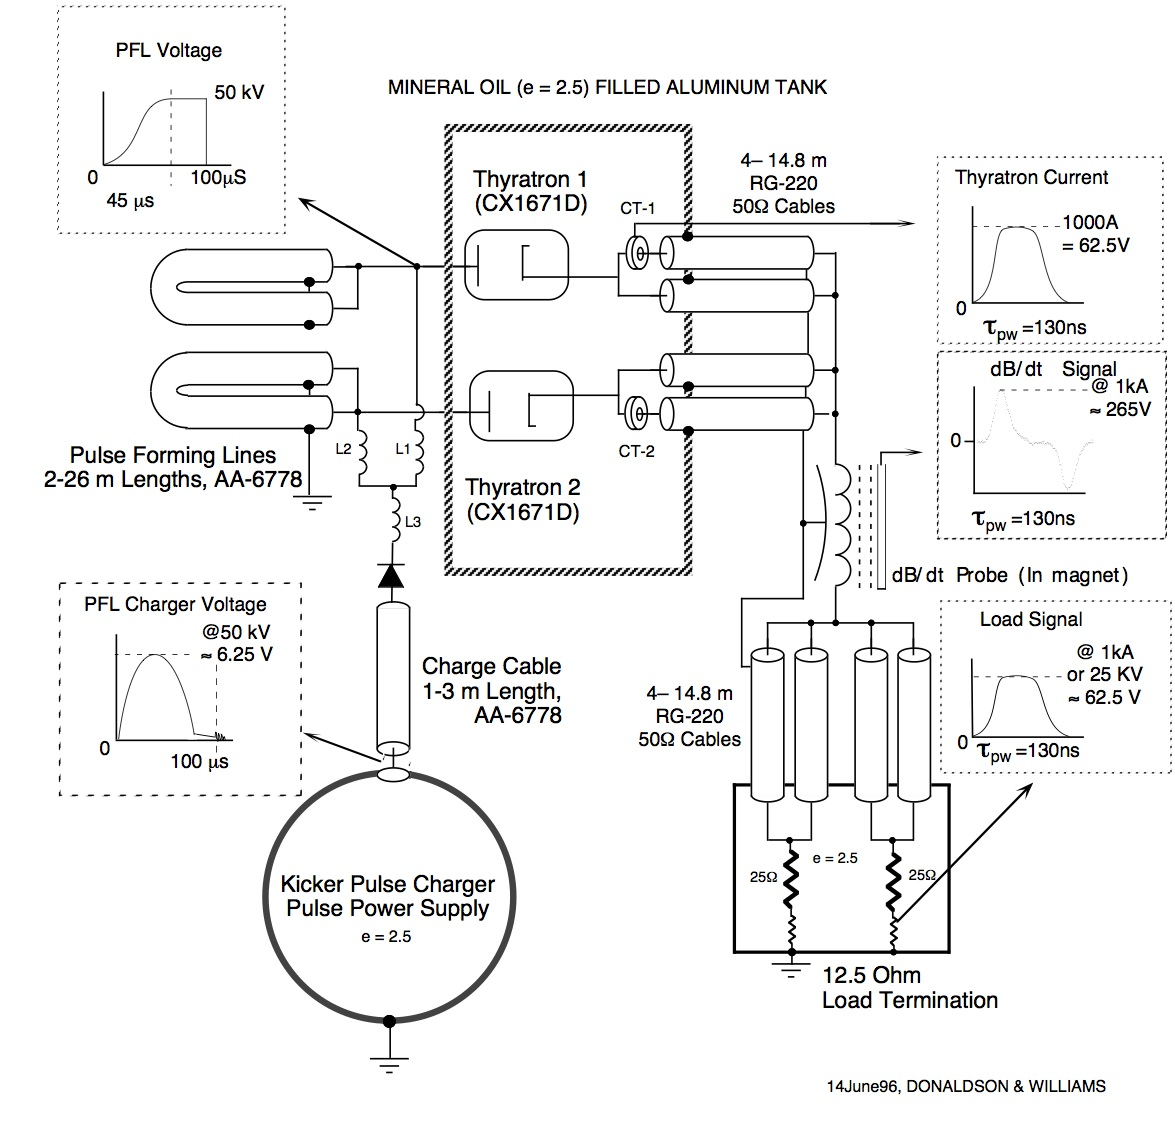 PFL Voltage
50 kV
0
100µS
45 µs
MINERAL OIL (e = 2.5) FILLED ALUMINUM TANK
Thyratron 1
(CX1671D)
CT-1
4– 14.8 m
RG-220
50Ω Cables
Thyratron Current
1000A
= 62.5V
0
τpw =130ns
dB/dt Signal
@ 1kA
≈ 265V
0
τpw =130ns
Pulse Forming Lines
2-26 m Lengths, AA-6778
L2
L1
L3
CT-2
Thyratron 2
(CX1671D)
dB/dt Probe (In magnet)
PFL Charger Voltage
@50 kV
≈ 6.25 V
0
100 µs
Charge Cable
1-3 m Length,
AA-6778
4– 14.8 m
RG-220
50Ω Cables
Load Signal
@ 1kA
or 25 KV
≈ 62.5 V
0
τpw =130ns
Kicker Pulse Charger
Pulse Power Supply
e = 2.5
25Ω
e = 2.5
25Ω
12.5 Ohm
Load Termination
14June96, DONALDSON & WILLIAMS